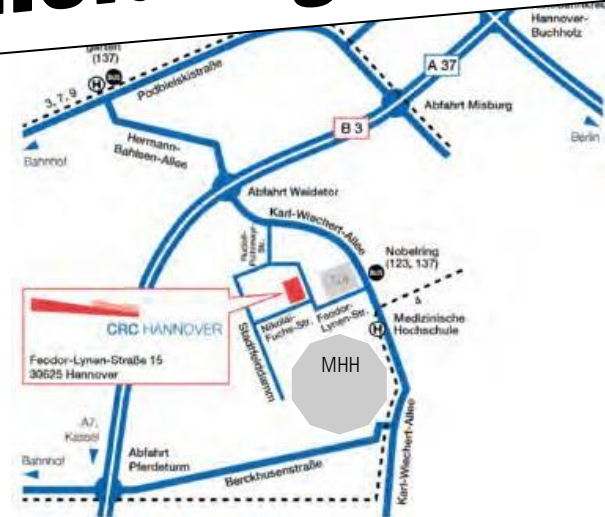 Hannover-
Buchholz
(137)
A 37
3, 7, 9
Podbielskistraße
Abfahrt Misburg
B 3
Bahnhof
Hermann-
Bahlsen-Allee
Berlin
Abfahrt Weidetor
Karl-Wiechert-Allee
Nobelring
(123, 137)
4
Medizinische
Hochschule
CRC HANNOVER
Feodor-Lynen-Straße 15
30625 Hannover
Nikolai-
Fuchs-Str.
Feodor-
Lynen-Str.
Stadtfelddamm
MHH
A7,
Kassel
Bahnhof
Abfahrt
Pferdeturm
Berckhusenstraße
Karl-Wiechert-Allee